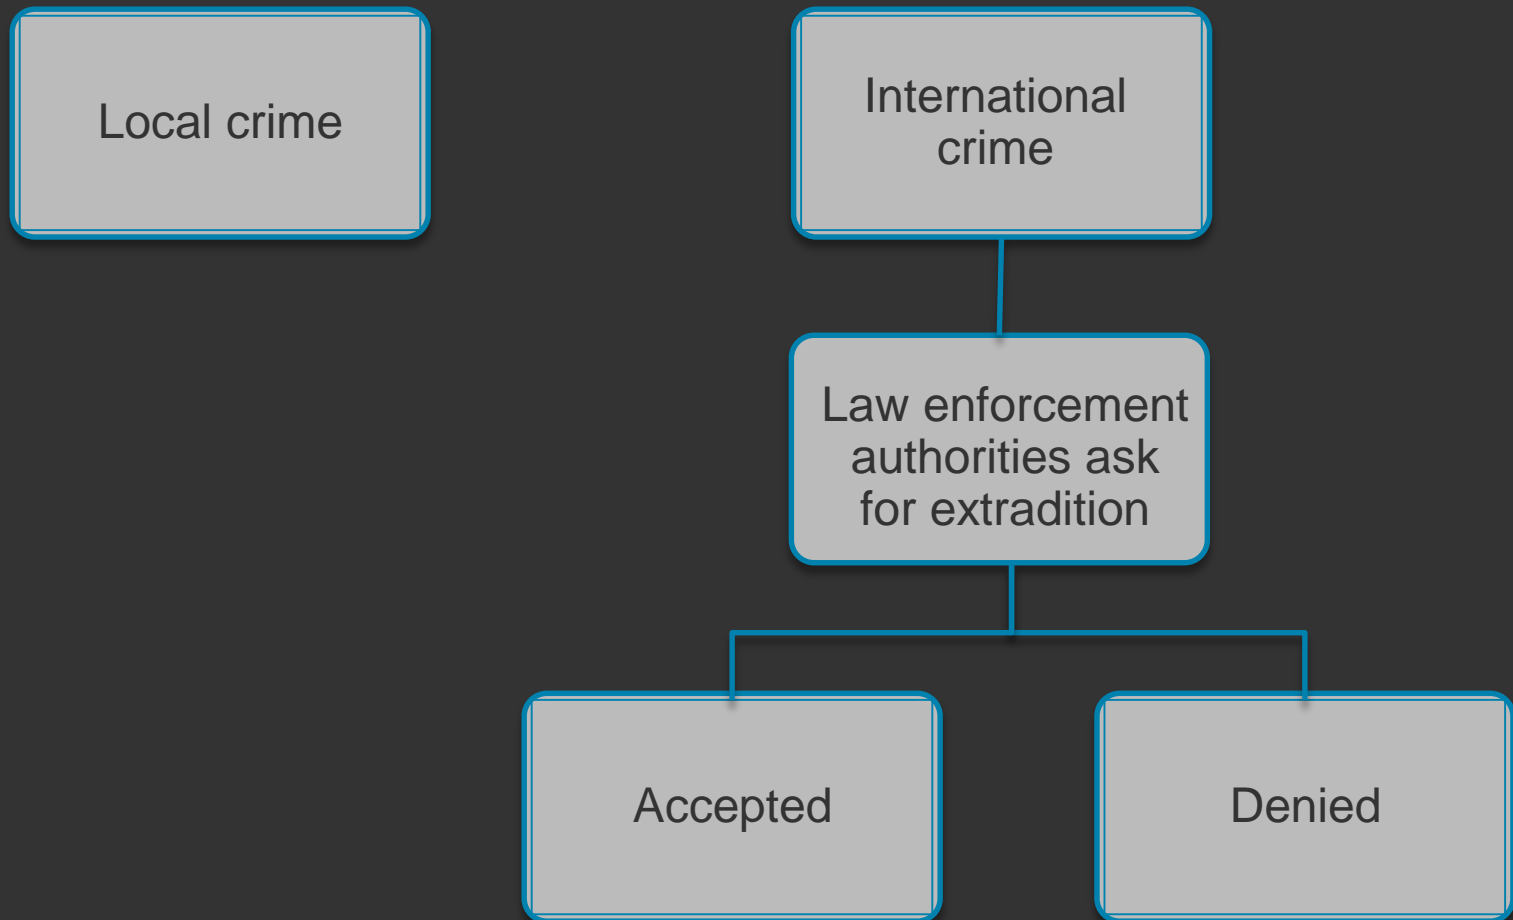 Local crime
International
crime
Law enforcement
authorities ask
for extradition
Accepted
Denied